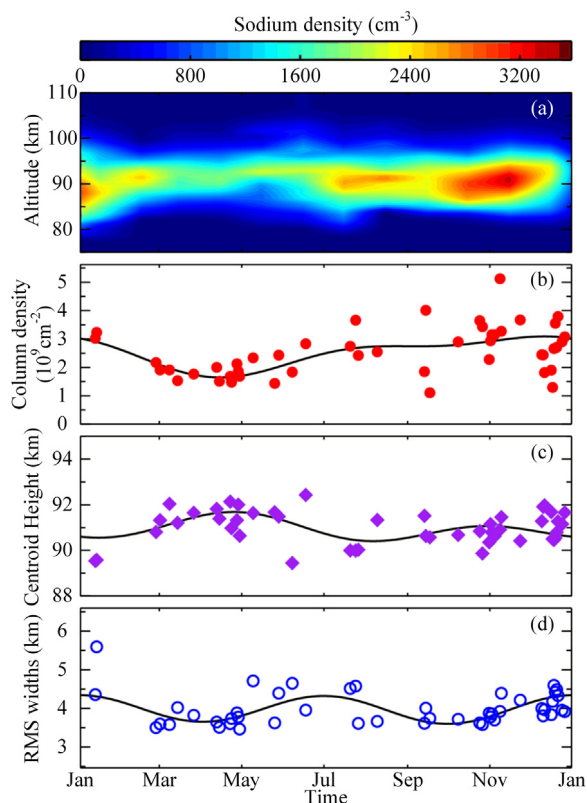 Sodium density (cm⁻³)
0 800 1600 2400 3200
(a)
110
100
90
80
Altitude (km)
(b)
5
4
3
2
1
0
Column density
(10⁹cm⁻²)
(c)
94
92
90
88
Centroid Height (km)
(d)
6
5
4
3
RMS widths (km)
Jan Mar May Jul Sep Nov Jan
Time